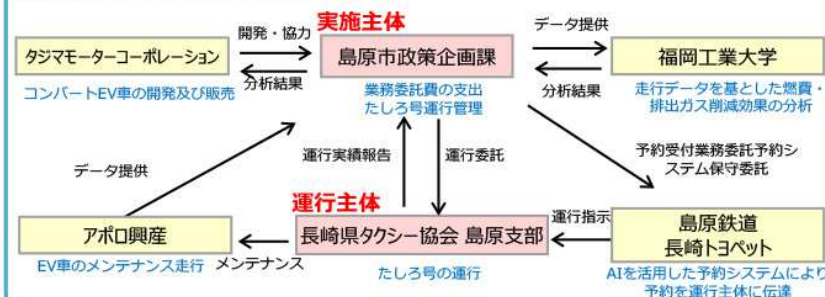 実施主体
開発・協力
データ提供
タジマモーターコーポレーション
島原市政策企画課
福岡工業大学
分析結果
分析結果
コンバートEV車の開発及び販売
業務委託費の支出
たしろ号運行管理
走行データを基とした燃費・
排出ガス削減効果の分析
データ提供
運行実績報告
運行委託
予約受付業務委託予約シ
ステム保守委託
運行主体
アポロ興産
長崎県タクシー協会 島原支部
運行指示
島原鉄道
長崎トヨペット
EV車のメンテナンス走行
メンテナンス
たしろ号の運行
AIを活用した予約システムにより
予約を運行主体に伝達